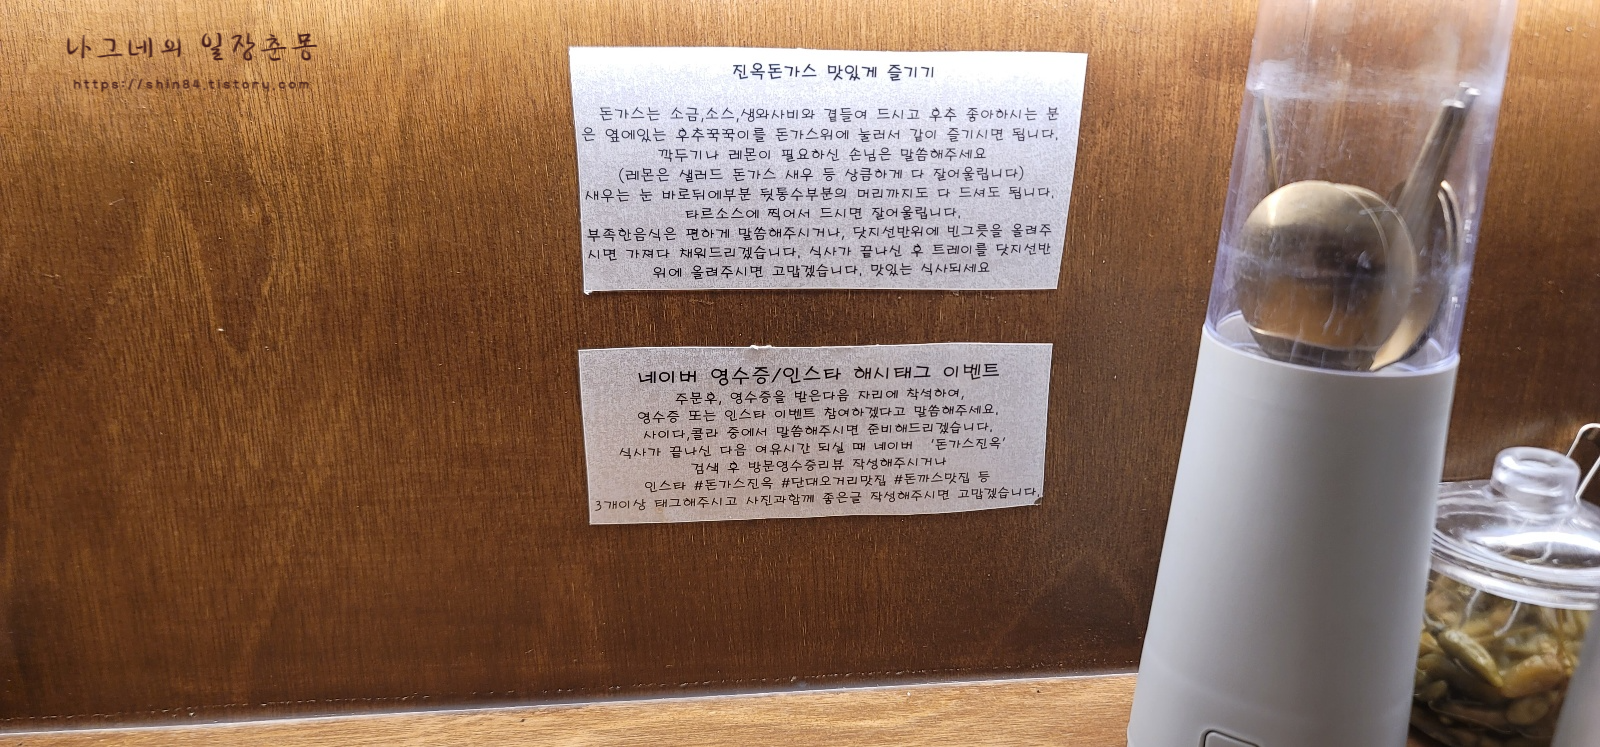 나그네의 일장춘몽
https://shin84.tistory.com
진옥돈가스 맛있게 즐기기
돈가스는 소금,소스,생와사비와 곁들여 드시고 후추 좋아하시는 분
은 옆에있는 후추꾹꾹이를 돈가스위에 눌러서 같이 즐기시면 됩니다.
깍두기나 레몬이 필요하신 손님은 말씀해주세요
(레몬은 샐러드 돈가스 새우 등 상큼하게 다 잘어울립니다)
새우는 눈 바로뒤에부분 뒷통수부분의 머리까지도 다 드셔도 됩니다.
타르소스에 찍어서 드시면 잘어울립니다.
부족한음식은 편하게 말씀해주시거나, 닷지선반위에 빈그릇을 올려주
시면 가져다 채워드리겠습니다. 식사가 끝나신 후 트레이를 닷지선반
위에 올려주시면 고맙겠습니다. 맛있는 식사되세요
네이버 영수증/인스타 해시태그 이벤트
주문후, 영수증을 받은다음 자리에 착석하여,
영수증 또는 인스타 이벤트 참여하겠다고 말씀해주세요.
사이다,콜라 중에서 말씀해주시면 준비해드리겠습니다.
식사가 끝나신 다음 여유시간 되실 때 네이버 '돈가스진옥'
검색 후 방문영수증리뷰 작성해주시거나
인스타 #돈가스진옥 #단대오거리맛집 #돈까스맛집 등
3개이상 태그해주시고 사진과함께 좋은글 작성해주시면 고맙겠습니다.